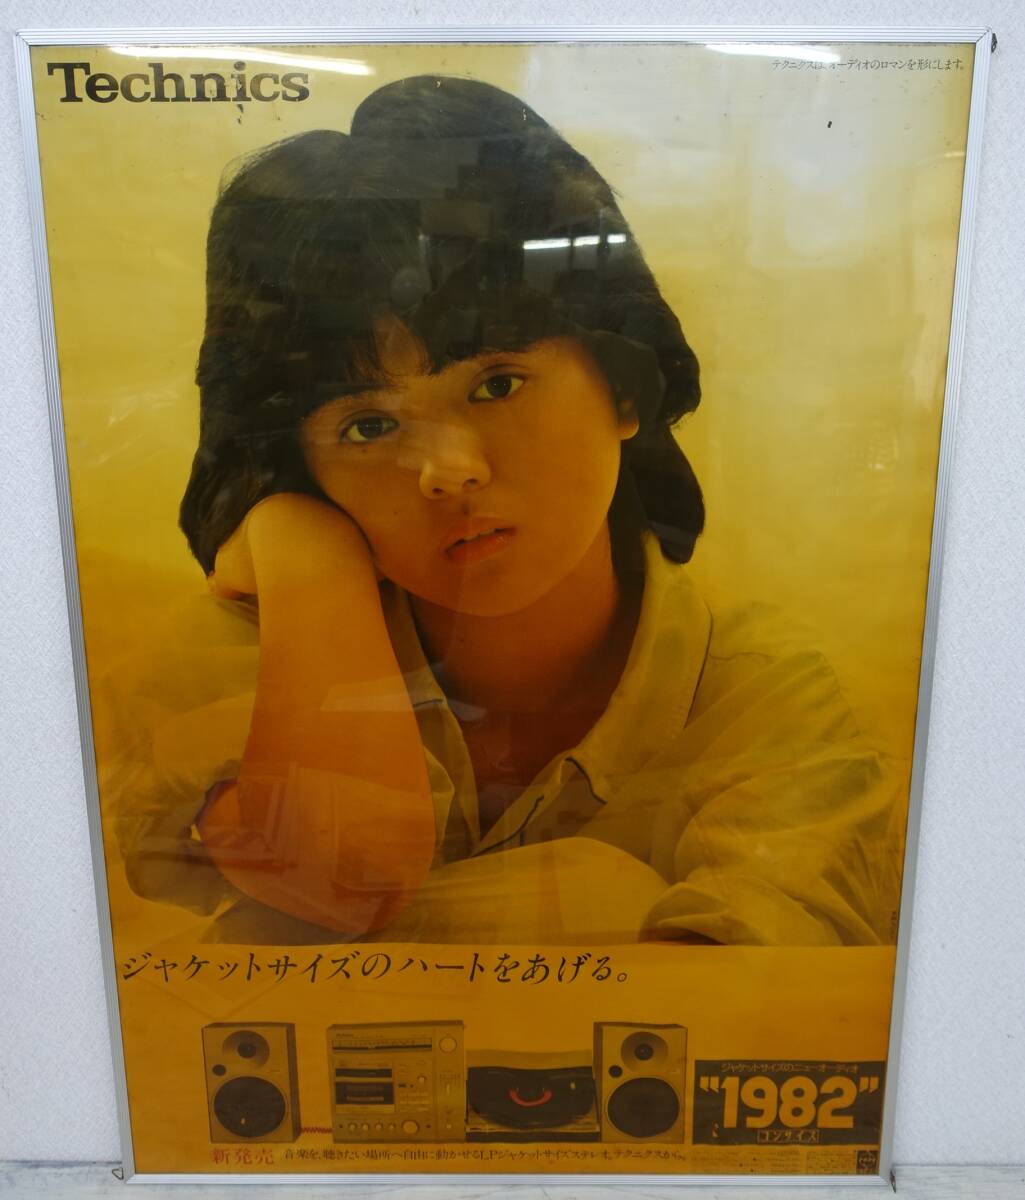 Technics
テクニクスは、オーディオのロマンを形にします。
ジャケットサイズのハートをあげる。
ジャケットサイズのニューオーディオ
"1982"
コンサイス
新発売 音楽を、聴きたい場所へ自由に動かせるLPジャケットサイズステレオ。テクニクスから。